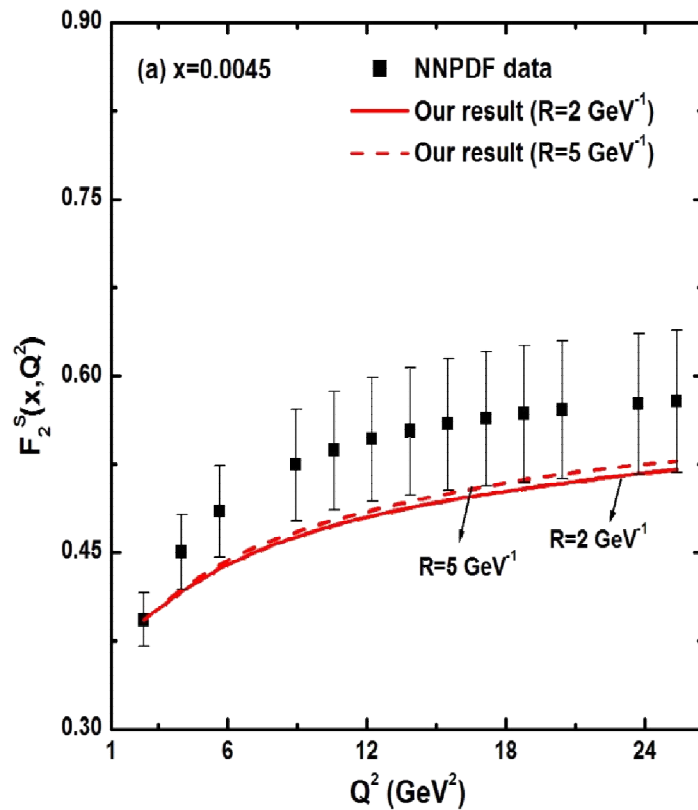 0.90
(a) x=0.0045
NNPDF data
Our result (R=2 GeV⁻¹)
Our result (R=5 GeV⁻¹)
0.75
0.60
F₂ˢ(x,Q²)
0.45
R=5 GeV⁻¹
R=2 GeV⁻¹
0.30
1 6 12 18 24
Q² (GeV²)